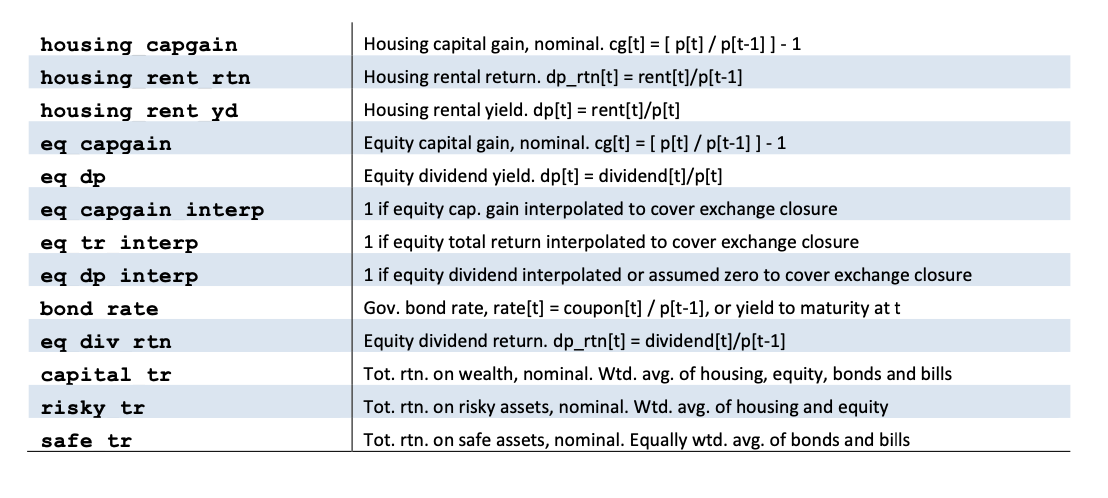 housing capgain Housing capital gain, nominal. cg[t] = [ p[t] / p[t-1] ] - 1
housing rent rtn Housing rental return. dp_rtn[t] = rent[t]/p[t-1]
housing rent yd Housing rental yield. dp[t] = rent[t]/p[t]
eq capgain Equity capital gain, nominal. cg[t] = [ p[t] / p[t-1] ] - 1
eq dp Equity dividend yield. dp[t] = dividend[t]/p[t]
eq capgain interp 1 if equity cap. gain interpolated to cover exchange closure
eq tr interp 1 if equity total return interpolated to cover exchange closure
eq dp interp 1 if equity dividend interpolated or assumed zero to cover exchange closure
bond rate Gov. bond rate, rate[t] = coupon[t] / p[t-1], or yield to maturity at t
eq div rtn Equity dividend return. dp_rtn[t] = dividend[t]/p[t-1]
capital tr Tot. rtn. on wealth, nominal. Wtd. avg. of housing, equity, bonds and bills
risky tr Tot. rtn. on risky assets, nominal. Wtd. avg. of housing and equity
safe tr Tot. rtn. on safe assets, nominal. Equally wtd. avg. of bonds and bills